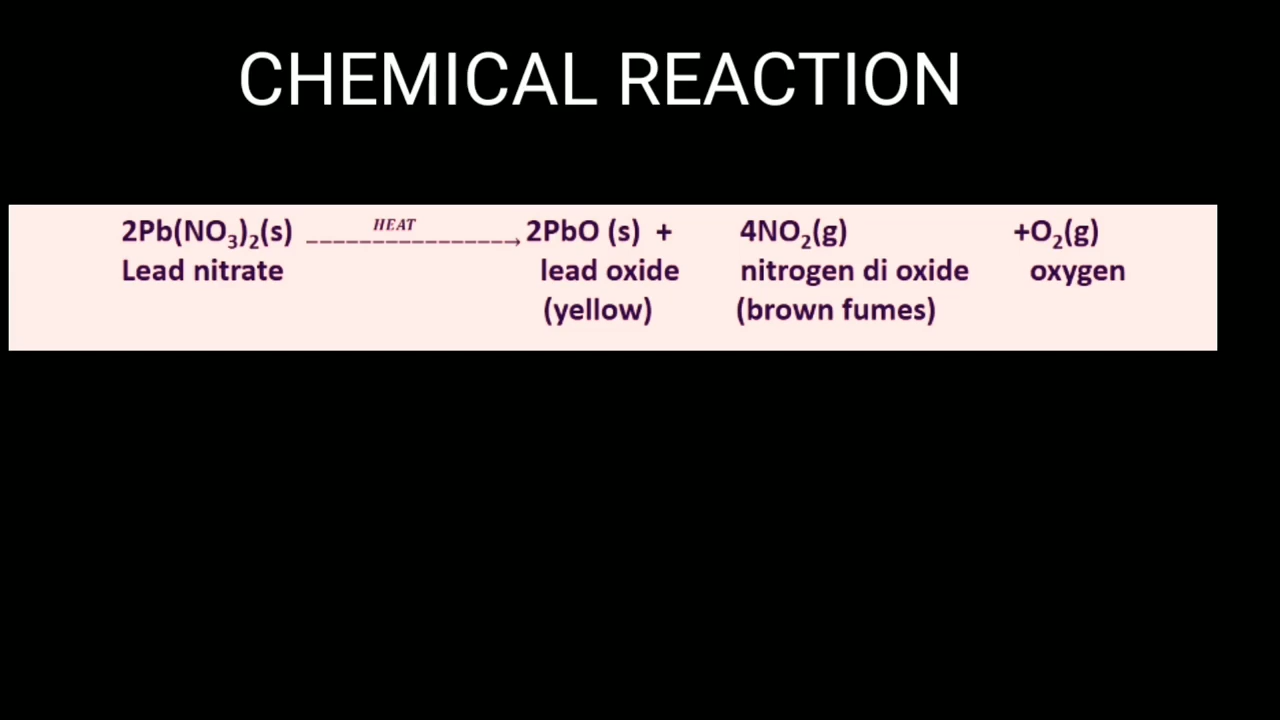 CHEMICAL REACTION
2Pb(NO₃)₂(s) HEAT → 2PbO (s) + 4NO₂(g) +O₂(g)
Lead nitrate lead oxide nitrogen di oxide oxygen
(yellow) (brown fumes)